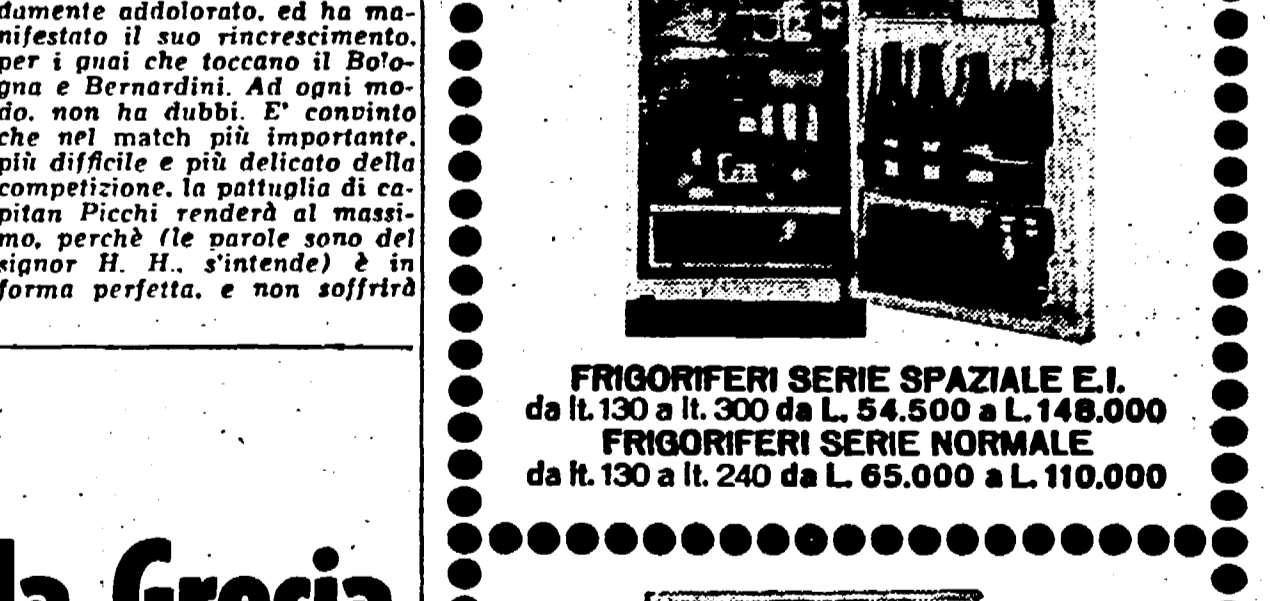 damente addolorato, ed ha ma-
nifestato il suo rincrescimento,
per i guai che toccano il Bolo-
gna e Bernardini. Ad ogni mo-
do, non ha dubbi. E' convinto
che nel match più importante,
più difficile e più delicato della
competizione, la pattuglia di ca-
pitan Picchi renderà al massi-
mo, perchè (le parole sono del
signor H. H., s'intende) è in
forma perfetta, e non soffrirà
la Grecia
FRIGORIFERI SERIE SPAZIALE E.I.
da lt. 130 a lt. 300 da L. 54.500 a L. 148.000
FRIGORIFERI SERIE NORMALE
da lt. 130 a lt. 240 da L. 65.000 a L. 110.000